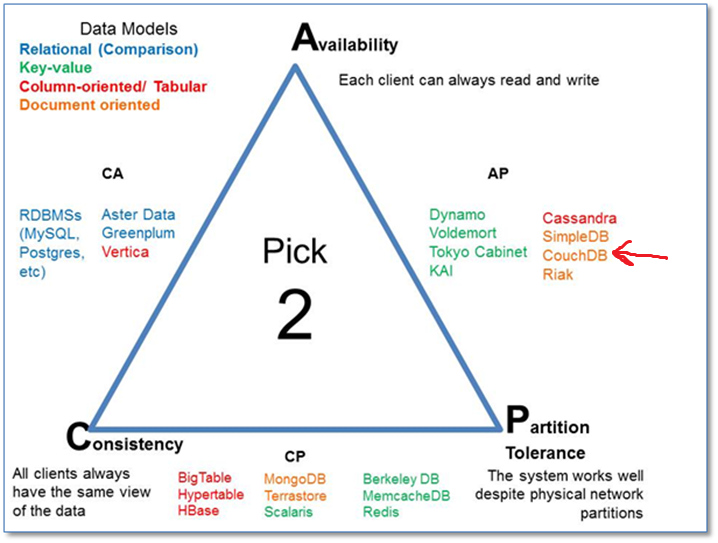 Data Models
Relational (Comparison)
Key-value
Column-oriented/ Tabular
Document oriented
Availability
Each client can always read and write
CA
RDBMSs
(MySQL,
Postgres,
etc)
Aster Data
Greenplum
Vertica
AP
Dynamo
Voldemort
Tokyo Cabinet
KAI
Cassandra
SimpleDB
CouchDB
Riak
Pick
2
Consistency
All clients always
have the same view
of the data
CP
BigTable
Hypertable
HBase
MongoDB
Terrastore
Scalaris
Berkeley DB
MemcacheDB
Redis
Partition
Tolerance
The system works well
despite physical network
partitions